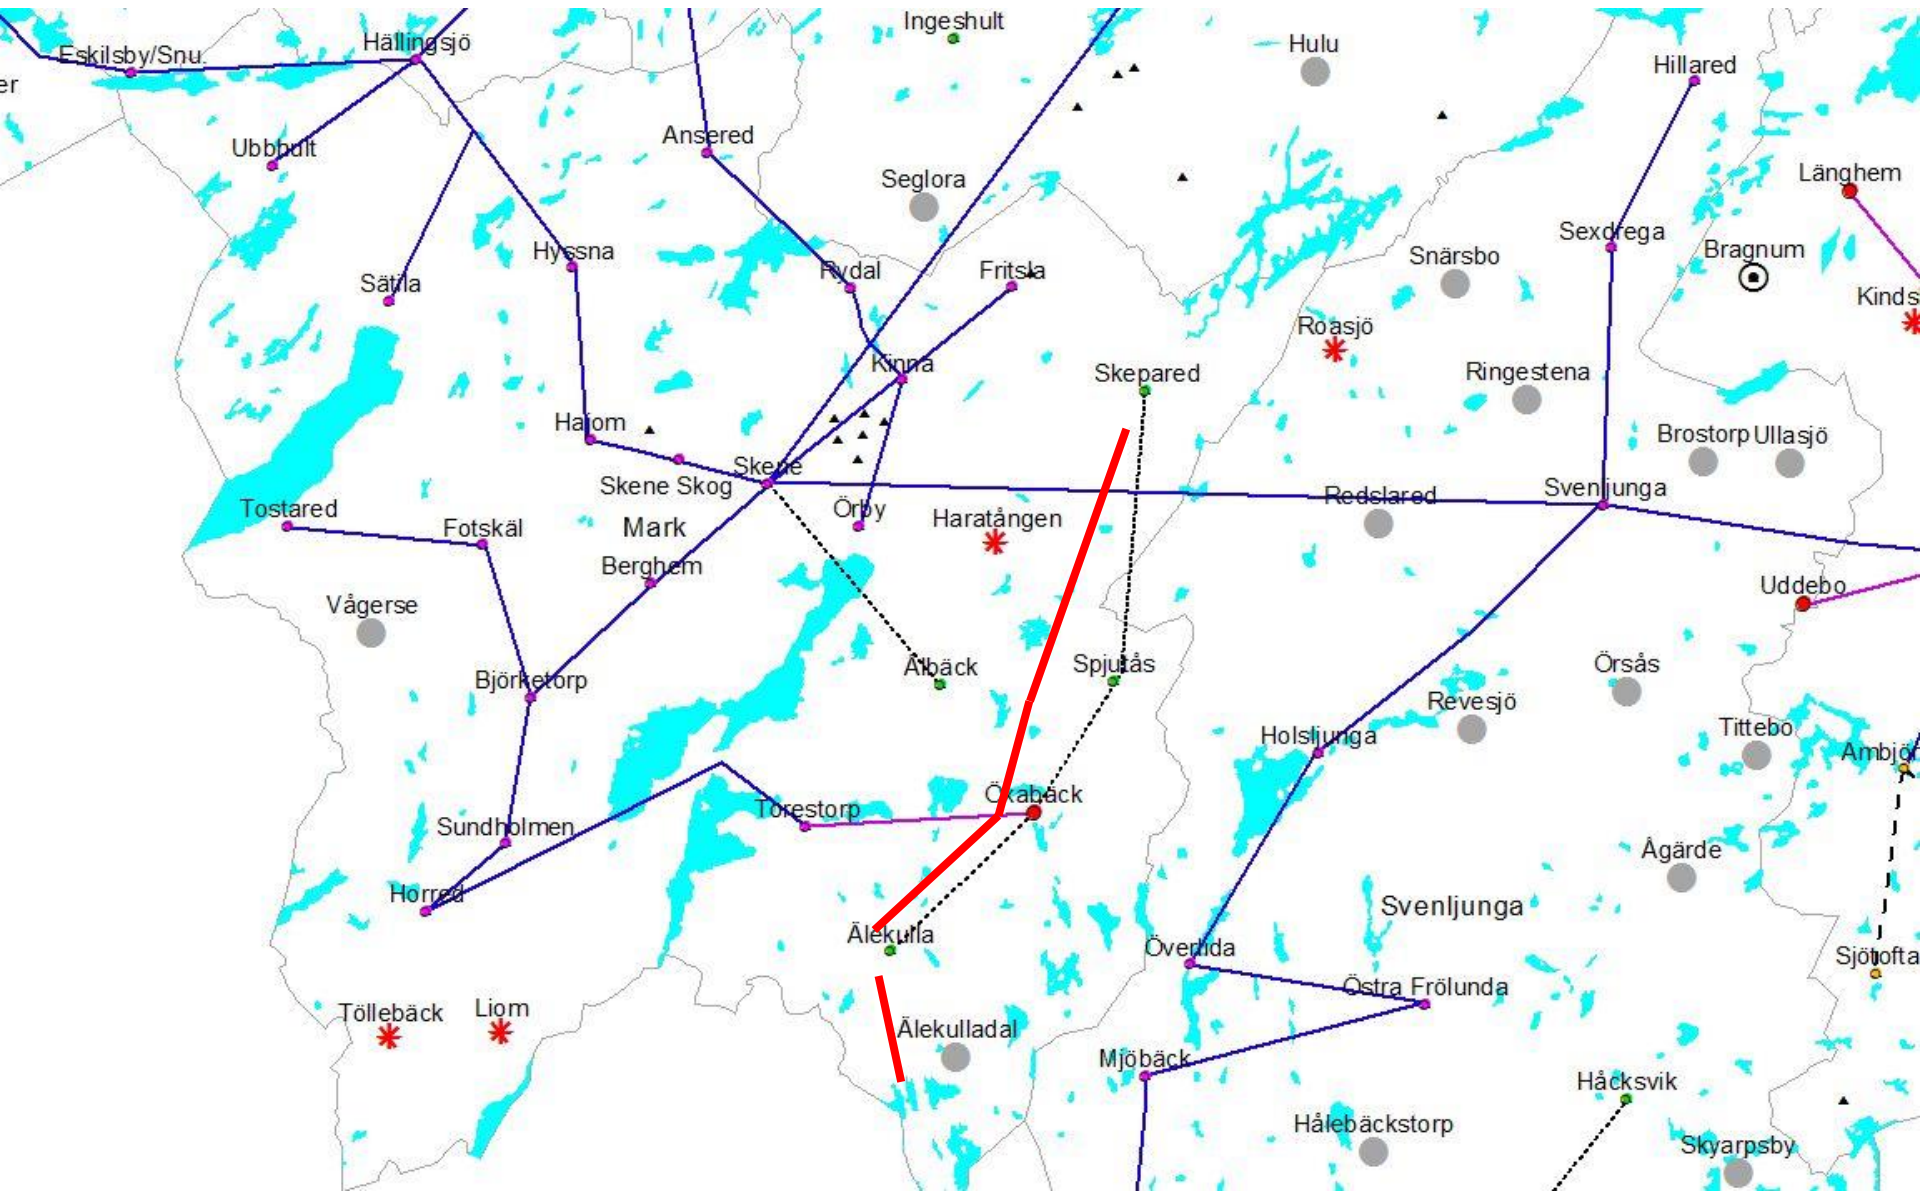 Ingeshult
Hällingsjö
Hulu
Eskilsby/Snu.
Hillared
er
Ansered
Ubbhult
Seglora
Länghem
Hyssna
Sexdrega
Bragnum
Snärsbo
Sätila
Rydal
Fritsla
Kinds
Roasjö
Kinna
Skepared
Ringestena
Hajom
Brostorp
Ullasjö
Skene
Skene Skog
Svenljunga
Redslared
Tostared
Örby
Haratången
Fotskäl
Mark
Berghem
Uddebo
Vågerse
Älbäck
Spjutås
Örsås
Björketorp
Revesjö
Tittebo
Holsljunga
Ambjör
Öxabäck
Torestorp
Sundholmen
Ågärde
Horred
Svenljunga
Älekulla
Överlida
Sjötofta
Östra Frölunda
Töllebäck
Liom
Älekulladal
Mjöbäck
Håcksvik
Hålebäckstorp
Skyarpsby